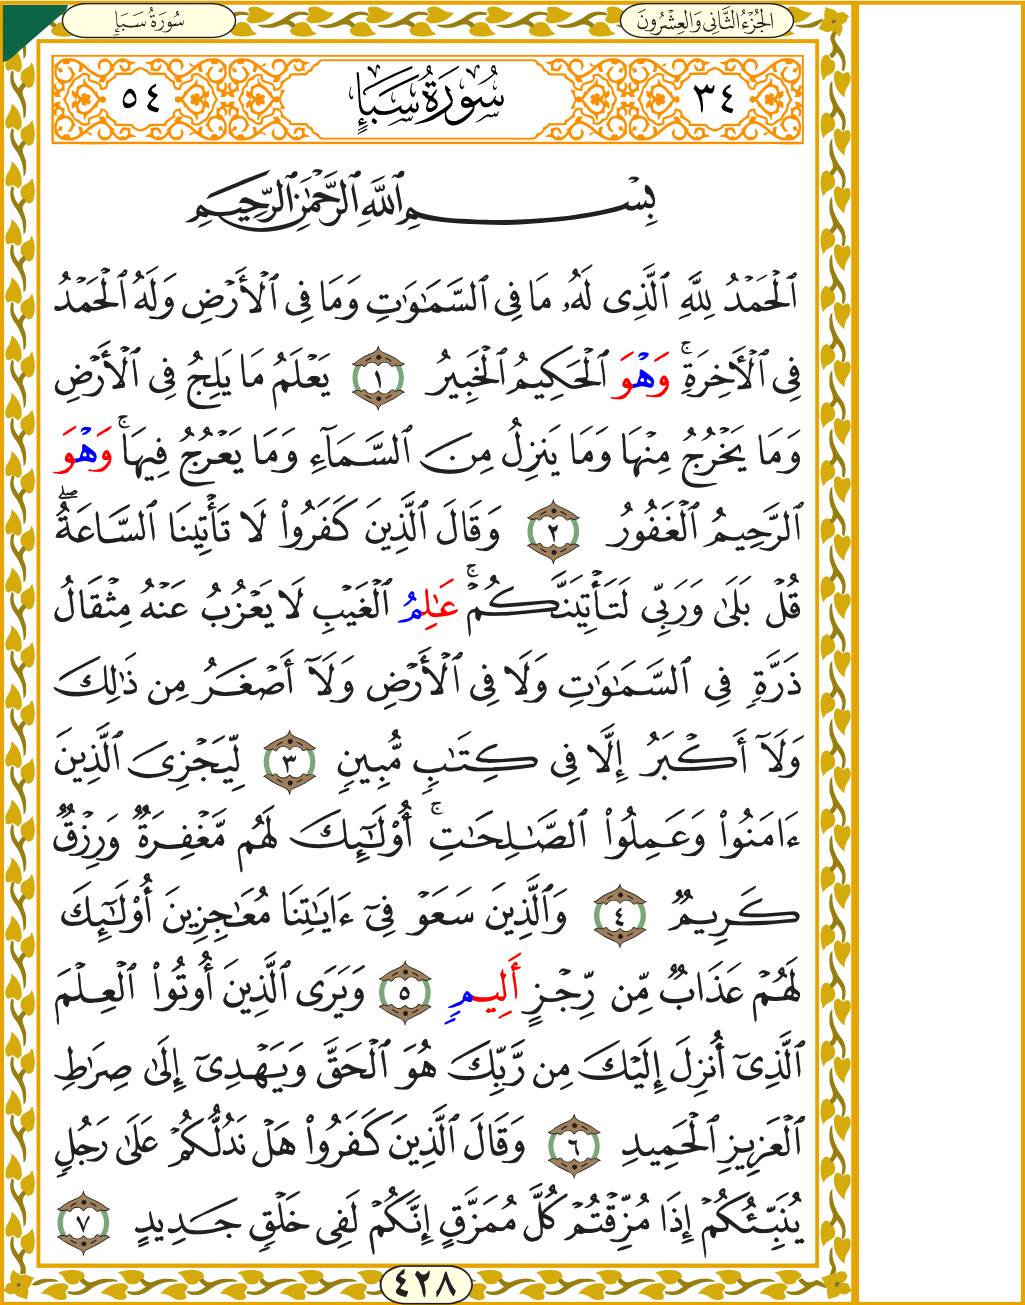 سُورَةُ سَبَإٍ
الجُزْءُ الثَّانِي وَالعِشْرُونَ
٣٤
سُورَةُ سَبَإٍ
٥٤
بِسْمِ ٱللَّهِ ٱلرَّحْمَٰنِ ٱلرَّحِيمِ
ٱلْحَمْدُ لِلَّهِ ٱلَّذِى لَهُۥ مَا فِى ٱلسَّمَٰوَٰتِ وَمَا فِى ٱلْأَرْضِ وَلَهُ ٱلْحَمْدُ
فِى ٱلْأَخِرَةِۚ وَهْوَ ٱلْحَكِيمُ ٱلْخَبِيرُ ١ يَعْلَمُ مَا يَلِجُ فِى ٱلْأَرْضِ
وَمَا يَخْرُجُ مِنْهَا وَمَا يَنزِلُ مِنَ ٱلسَّمَآءِ وَمَا يَعْرُجُ فِيهَاۚ وَهْوَ
ٱلرَّحِيمُ ٱلْغَفُورُ ٢ وَقَالَ ٱلَّذِينَ كَفَرُوا۟ لَا تَأْتِينَا ٱلسَّاعَةُۖ
قُلْ بَلَىٰ وَرَبِّى لَتَأْتِيَنَّكُمْۚ عَٰلِمُ ٱلْغَيْبِ لَا يَعْزُبُ عَنْهُ مِثْقَالُ
ذَرَّةٍ فِى ٱلسَّمَٰوَٰتِ وَلَا فِى ٱلْأَرْضِ وَلَآ أَصْغَرُ مِن ذَٰلِكَ
وَلَآ أَكْبَرُ إِلَّا فِى كِتَٰبٍ مُّبِينٍ ٣ لِّيَجْزِىَ ٱلَّذِينَ
ءَامَنُوا۟ وَعَمِلُوا۟ ٱلصَّٰلِحَٰتِۚ أُو۟لَٰٓئِكَ لَهُم مَّغْفِرَةٌ وَرِزْقٌ
كَرِيمٌ ٤ وَٱلَّذِينَ سَعَوْ فِىٓ ءَايَٰتِنَا مُعَٰجِزِينَ أُو۟لَٰٓئِكَ
لَهُمْ عَذَابٌ مِّن رِّجْزٍ أَلِيمٍ ٥ وَيَرَى ٱلَّذِينَ أُوتُوا۟ ٱلْعِلْمَ
ٱلَّذِىٓ أُنزِلَ إِلَيْكَ مِن رَّبِّكَ هُوَ ٱلْحَقَّ وَيَهْدِىٓ إِلَىٰ صِرَٰطِ
ٱلْعَزِيزِ ٱلْحَمِيدِ ٦ وَقَالَ ٱلَّذِينَ كَفَرُوا۟ هَلْ نَدُلُّكُمْ عَلَىٰ رَجُلٍ
يُنَبِّئُكُمْ إِذَا مُزِّقْتُمْ كُلَّ مُمَزَّقٍ إِنَّكُمْ لَفِى خَلْقٍ جَدِيدٍ ٧
٤٢٨